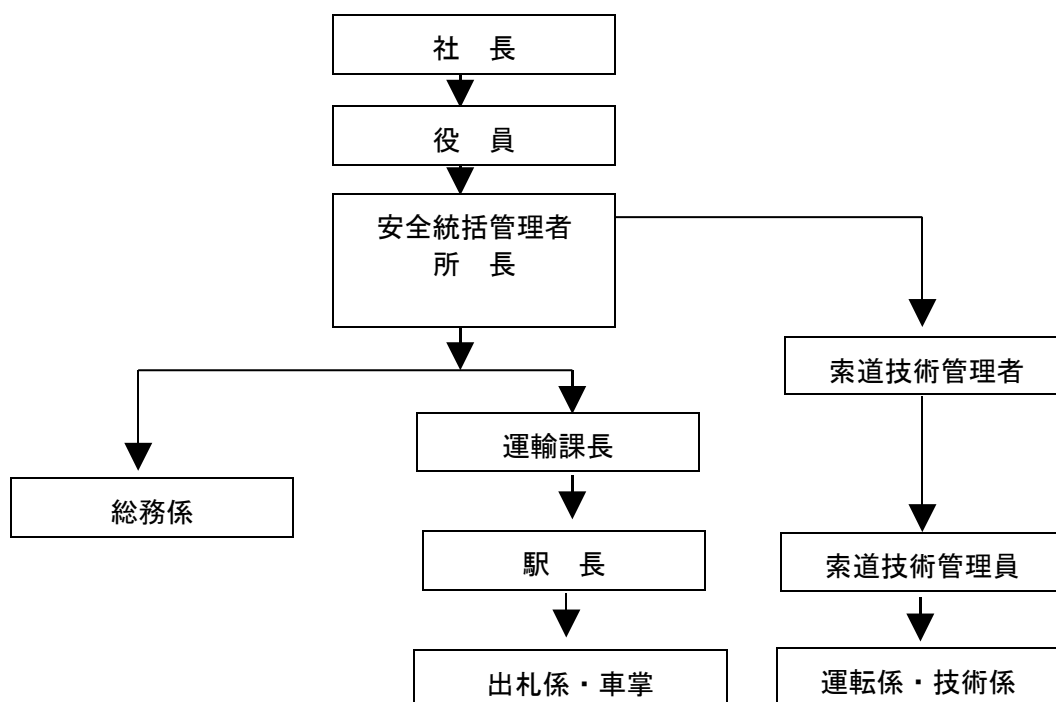 社　長
役　員
安全統括管理者
所　長
索道技術管理者
運輸課長
総務係
駅　長
索道技術管理員
出札係・車掌
運転係・技術係